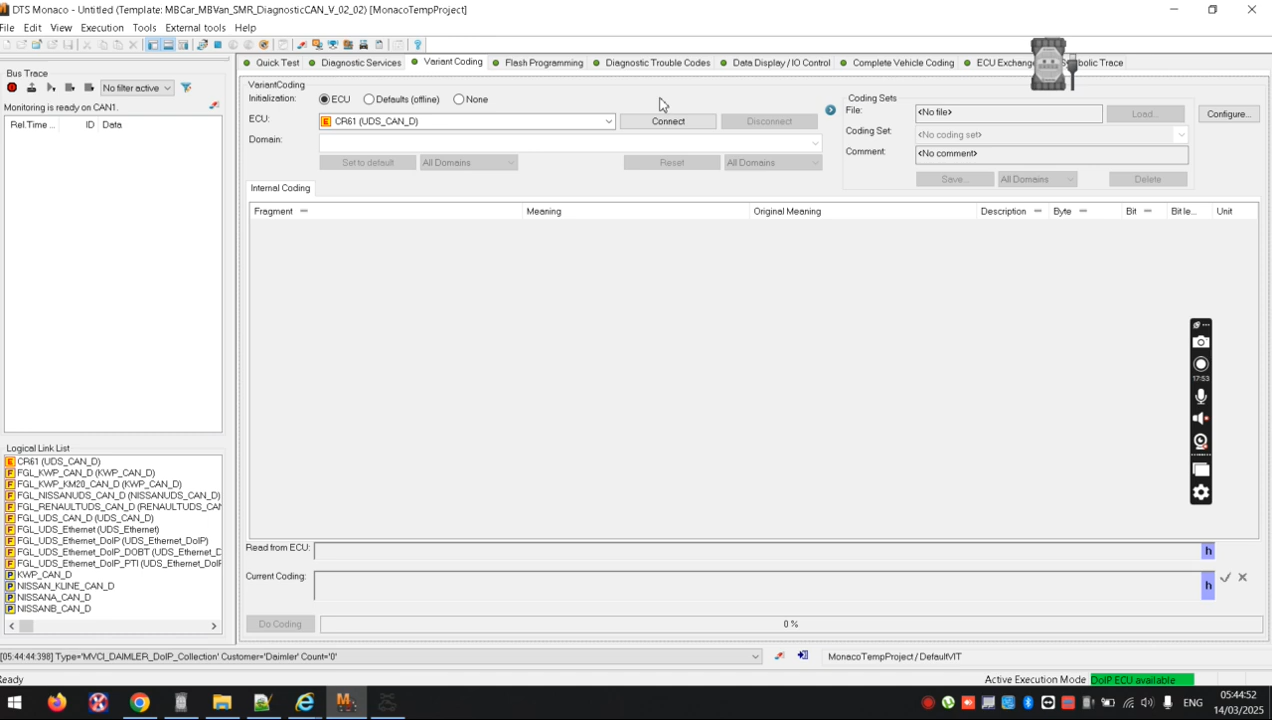 DTS Monaco - Untitled (Template: MBCar_MBVan_SMR_DiagnosticCAN_V_02_02) [MonacoTempProject]
File Edit View Execution Tools External tools Help
Bus Trace
No filter active
Monitoring is ready on CAN1.
Rel.Time ... ID Data
Quick Test Diagnostic Services Variant Coding Flash Programming Diagnostic Trouble Codes Data Display / IO Control Complete Vehicle Coding ECU Exchang bolic Trace
VariantCoding
Initialization: ECU Defaults (offline) None
ECU: E CR61 (UDS_CAN_D) Connect Disconnect
Domain:
Set to default All Domains Reset All Domains
Coding Sets
File: <No file> Load... Configure...
Coding Set: <No coding set>
Comment: <No comment>
Save... All Domains Delete
Internal Coding
Fragment Meaning Original Meaning Description Byte Bit Bit le... Unit
17:53
Logical Link List
E CR61 (UDS_CAN_D)
F FGL_KWP_CAN_D (KWP_CAN_D)
F FGL_KWP_KM20_CAN_D (KWP_CAN_D)
F FGL_NISSANUDS_CAN_D (NISSANUDS_CAN_D)
F FGL_RENAULTUDS_CAN_D (RENAULTUDS_CAN
F FGL_UDS_CAN_D (UDS_CAN_D)
F FGL_UDS_Ethernet (UDS_Ethernet)
F FGL_UDS_Ethernet_DoIP (UDS_Ethernet_DoIP)
F FGL_UDS_Ethernet_DoIP_DOBT (UDS_Ethernet_D
F FGL_UDS_Ethernet_DoIP_PTI (UDS_Ethernet_DoIP
P KWP_CAN_D
P NISSAN_KLINE_CAN_D
P NISSANA_CAN_D
P NISSANB_CAN_D
Read from ECU: h
Current Coding: h
Do Coding 0 %
[05:44:44:398] Type='MVCI_DAIMLER_DoIP_Collection' Customer='Daimler' Count='0'
MonacoTempProject / DefaultVIT
Ready
Active Execution Mode DoIP ECU available
ENG
05:44:52
14/03/2025